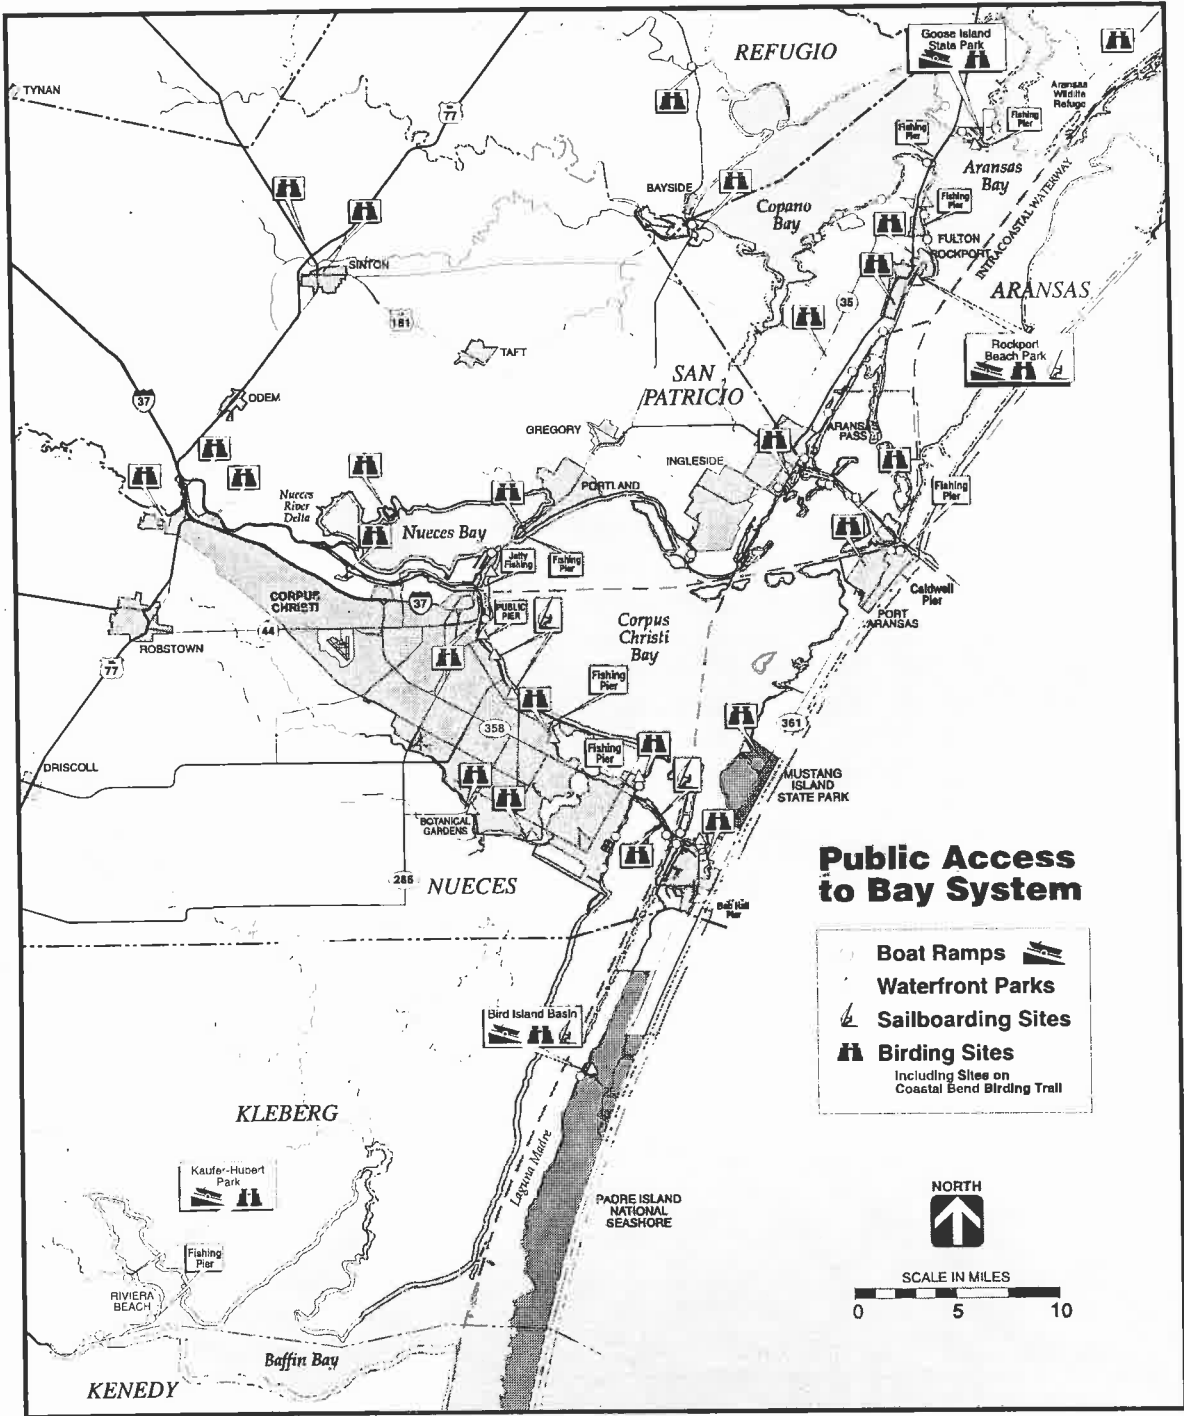 REFUGIO
Goose Island
State Park
TYNAN
77
Aransas
Wildlife
Refuge
Fishing
Pier
Fishing
Pier
Aransas
Bay
BAYSIDE
Copano
Bay
Fishing
Pier
INTRACOASTAL WATERWAY
FULTON
ROCKPORT
SINTON
ARANSAS
35
181
Rockport
Beach Park
TAFT
SAN
PATRICIO
37
ODEM
GREGORY
ARANSAS
PASS
INGLESIDE
PORTLAND
Nueces
River
Delta
Nueces Bay
Fishing
Pier
Jetty
Fishing
Fishing
Pier
Caldwell
Pier
CORPUS
CHRISTI
37
PUBLIC
PIER
Corpus
Christi
Bay
PORT
ARANSAS
44
ROBSTOWN
77
Fishing
Pier
361
358
Fishing
Pier
DRISCOLL
MUSTANG
ISLAND
STATE PARK
BOTANICAL
GARDENS
286
NUECES
Bob Hall
Pier
Public Access
to Bay System
Boat Ramps
Waterfront Parks
Sailboarding Sites
Birding Sites
Including Sites on
Coastal Bend Birding Trail
Bird Island Basin
KLEBERG
Laguna Madre
Kaufer-Hubert
Park
PADRE ISLAND
NATIONAL
SEASHORE
NORTH
Fishing
Pier
RIVIERA
BEACH
SCALE IN MILES
0 5 10
Baffin Bay
KENEDY